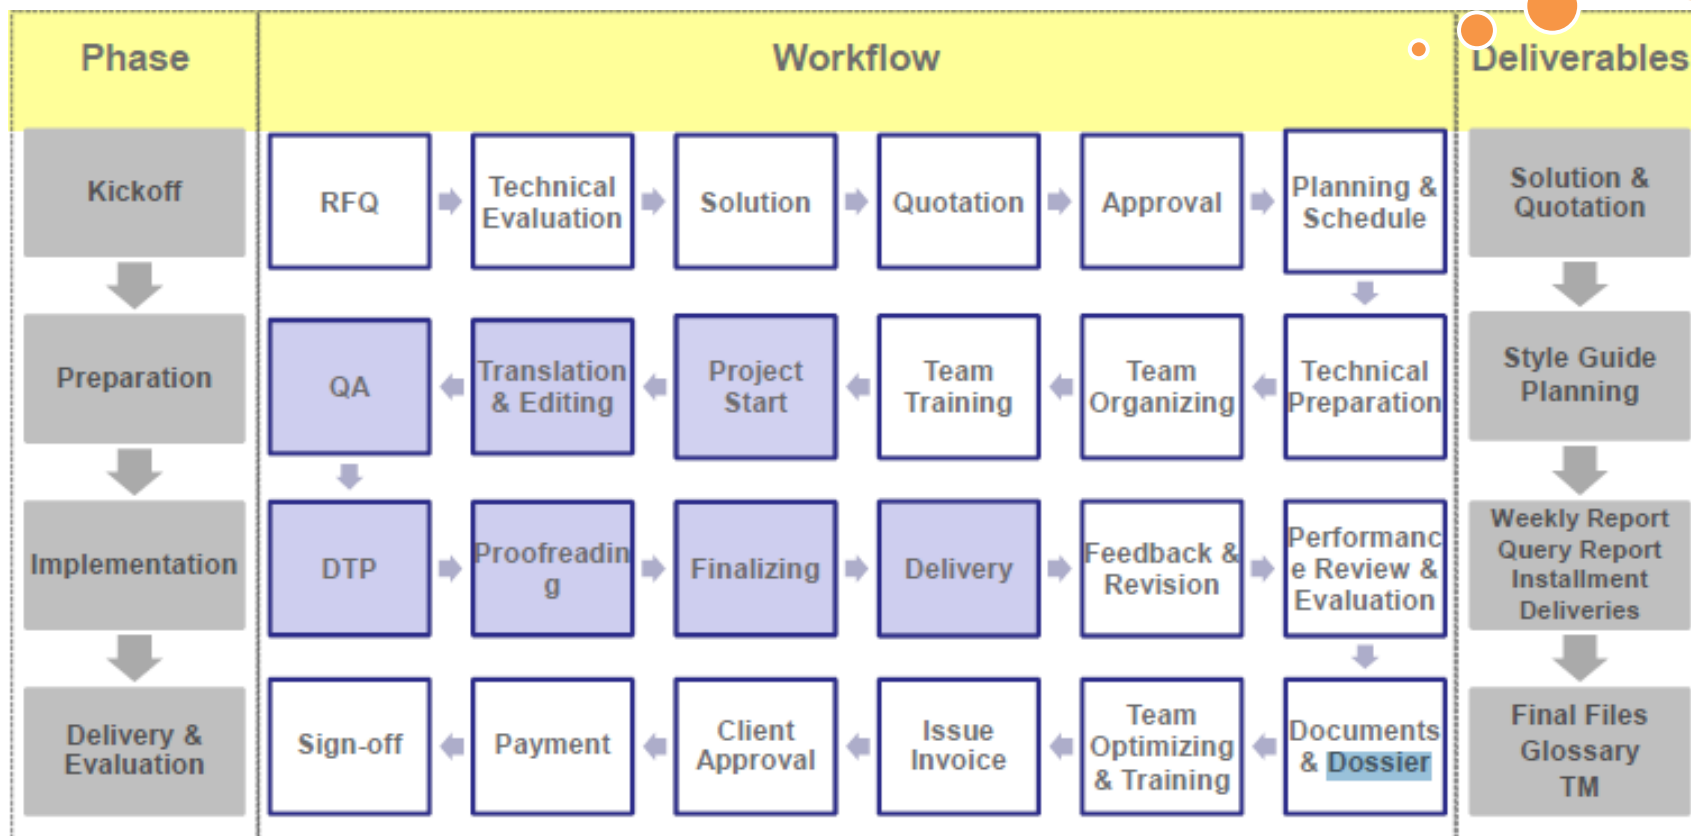 Phase
Workflow
Deliverables
Kickoff
RFQ
Technical
Evaluation
Solution
Quotation
Approval
Planning &
Schedule
Solution &
Quotation
Preparation
QA
Translation
& Editing
Project
Start
Team
Training
Team
Organizing
Technical
Preparation
Style Guide
Planning
Implementation
DTP
Proofreadin
g
Finalizing
Delivery
Feedback &
Revision
Performanc
e Review &
Evaluation
Weekly Report
Query Report
Installment
Deliveries
Delivery &
Evaluation
Sign-off
Payment
Client
Approval
Issue
Invoice
Team
Optimizing
& Training
Documents
& Dossier
Final Files
Glossary
TM